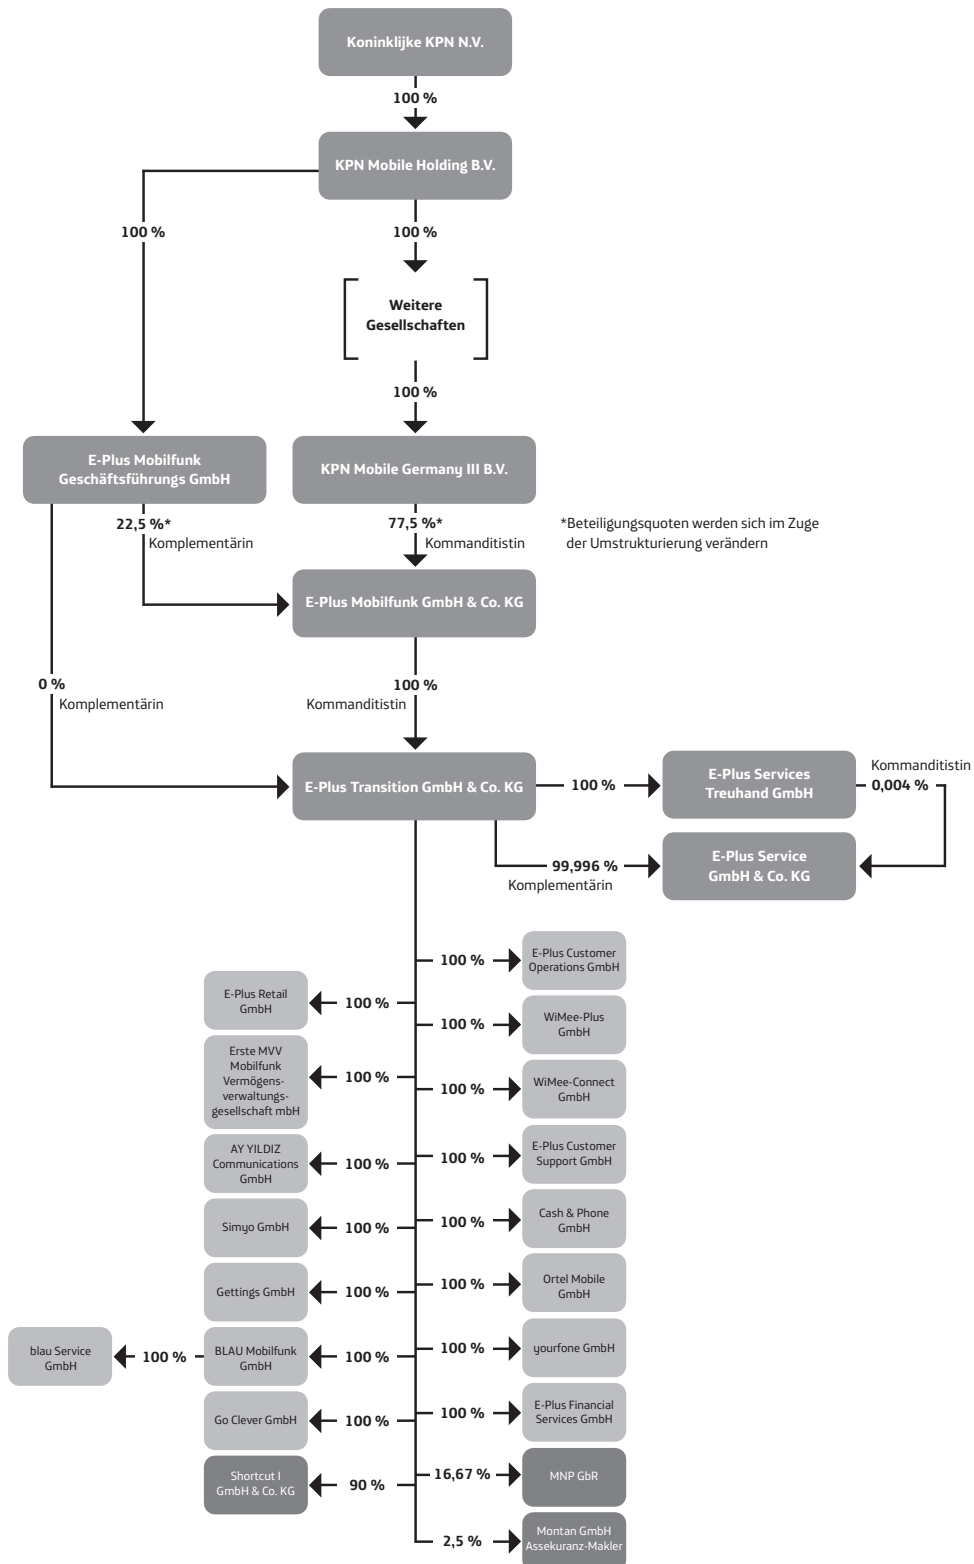 Koninklijke KPN N.V.
100 %
KPN Mobile Holding B.V.
100 %
100 %
Weitere
Gesellschaften
100 %
E-Plus Mobilfunk
Geschäftsführungs GmbH
KPN Mobile Germany III B.V.
22,5 %*
Komplementärin
77,5 %*
Kommanditistin
*Beteiligungsquoten werden sich im Zuge
der Umstrukturierung verändern
E-Plus Mobilfunk GmbH & Co. KG
0 %
Komplementärin
100 %
Kommanditistin
E-Plus Transition GmbH & Co. KG
100 %
E-Plus Services
Treuhand GmbH
Kommanditistin
0,004 %
99,996 %
Komplementärin
E-Plus Service
GmbH & Co. KG
100 %
E-Plus Customer
Operations GmbH
E-Plus Retail
GmbH
100 %
100 %
WiMee-Plus
GmbH
Erste MVV
Mobilfunk
Vermögens-
verwaltungs-
gesellschaft mbH
100 %
100 %
WiMee-Connect
GmbH
AY YILDIZ
Communications
GmbH
100 %
100 %
E-Plus Customer
Support GmbH
Simyo GmbH
100 %
100 %
Cash & Phone
GmbH
Gettings GmbH
100 %
100 %
Ortel Mobile
GmbH
blau Service
GmbH
100 %
BLAU Mobilfunk
GmbH
100 %
100 %
yourfone GmbH
Go Clever GmbH
100 %
100 %
E-Plus Financial
Services GmbH
Shortcut I
GmbH & Co. KG
90 %
16,67 %
MNP GbR
2,5 %
Montan GmbH
Assekuranz-Makler